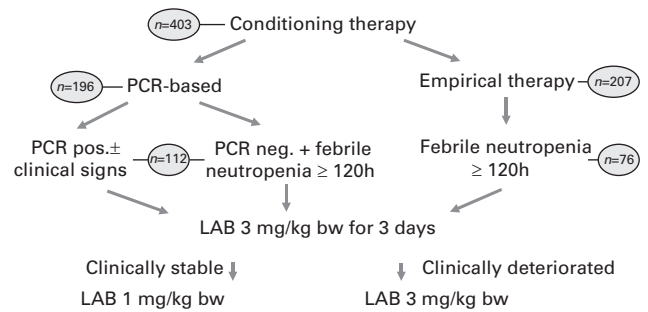 n=403 Conditioning therapy
n=196 PCR-based
Empirical therapy n=207
PCR pos.±
clinical signs
n=112
PCR neg. + febrile
neutropenia ≥ 120h
Febrile neutropenia
≥ 120h
n=76
LAB 3 mg/kg bw for 3 days
Clinically stable
Clinically deteriorated
LAB 1 mg/kg bw
LAB 3 mg/kg bw